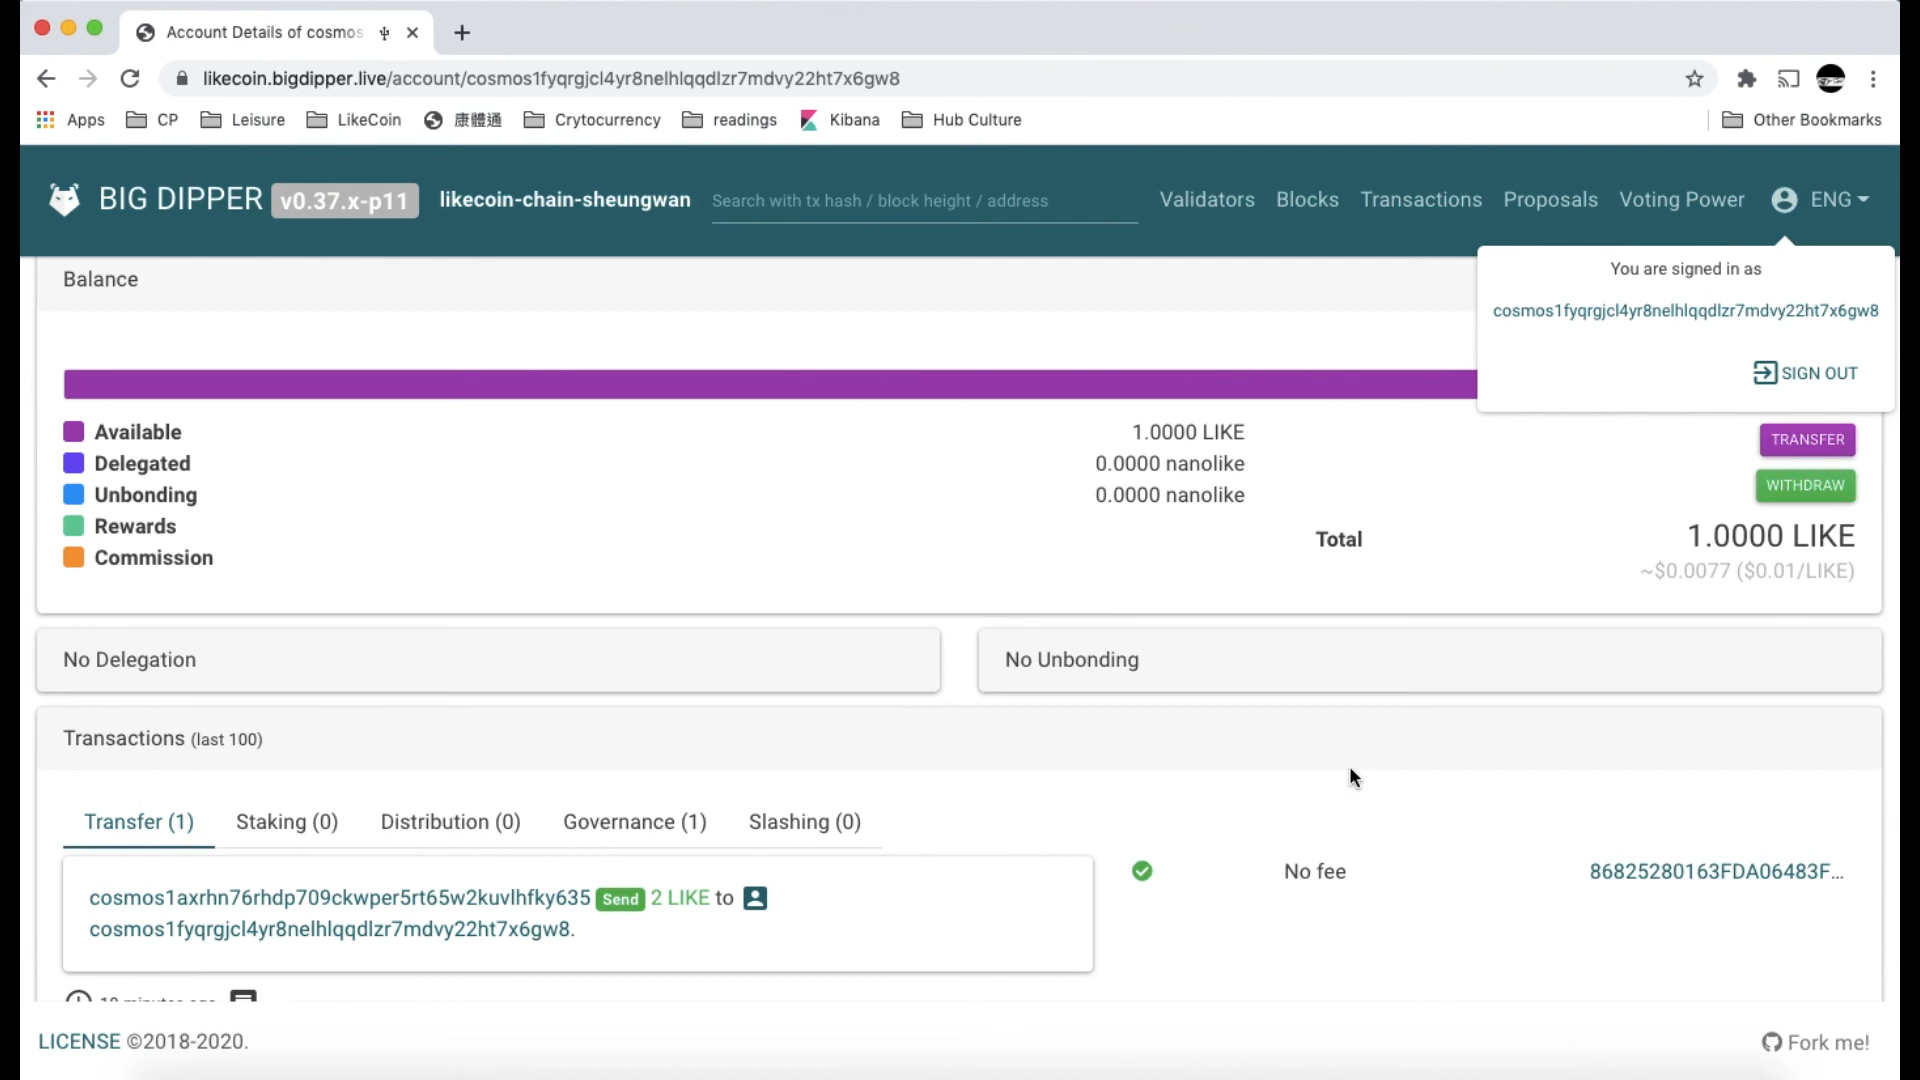 Account Details of cosmos
likecoin.bigdipper.live/account/cosmos1fyqrgjcl4yr8nelhlqqdlzr7mdvy22ht7x6gw8
Apps CP Leisure LikeCoin 康體通 Crytocurrency readings Kibana Hub Culture Other Bookmarks
BIG DIPPER v0.37.x-p11 likecoin-chain-sheungwan Search with tx hash / block height / address Validators Blocks Transactions Proposals Voting Power ENG
You are signed in as
cosmos1fyqrgjcl4yr8nelhlqqdlzr7mdvy22ht7x6gw8
SIGN OUT
Balance
Available 1.0000 LIKE TRANSFER
Delegated 0.0000 nanolike
Unbonding 0.0000 nanolike WITHDRAW
Rewards
Commission
Total 1.0000 LIKE
~$0.0077 ($0.01/LIKE)
No Delegation No Unbonding
Transactions (last 100)
Transfer (1) Staking (0) Distribution (0) Governance (1) Slashing (0)
cosmos1axrhn76rhdp709ckwper5rt65w2kuvlhfky635 Send 2 LIKE to
cosmos1fyqrgjcl4yr8nelhlqqdlzr7mdvy22ht7x6gw8.
No fee 86825280163FDA06483F...
minutes ago
LICENSE ©2018-2020. Fork me!